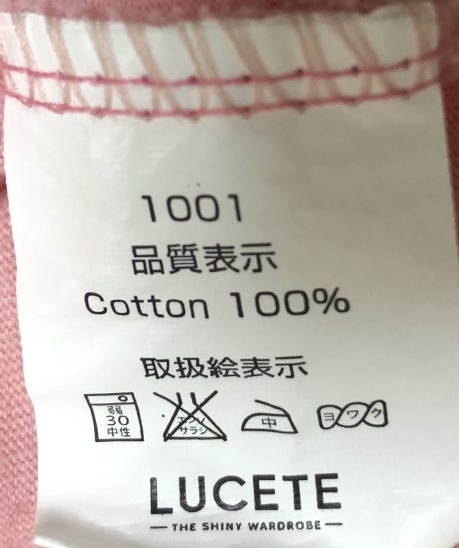 1001
品質表示
Cotton 100%
取扱絵表示
弱
30
中性
エンソ
サラシ
中
ヨワク
LUCETE
THE SHINY WARDROBE